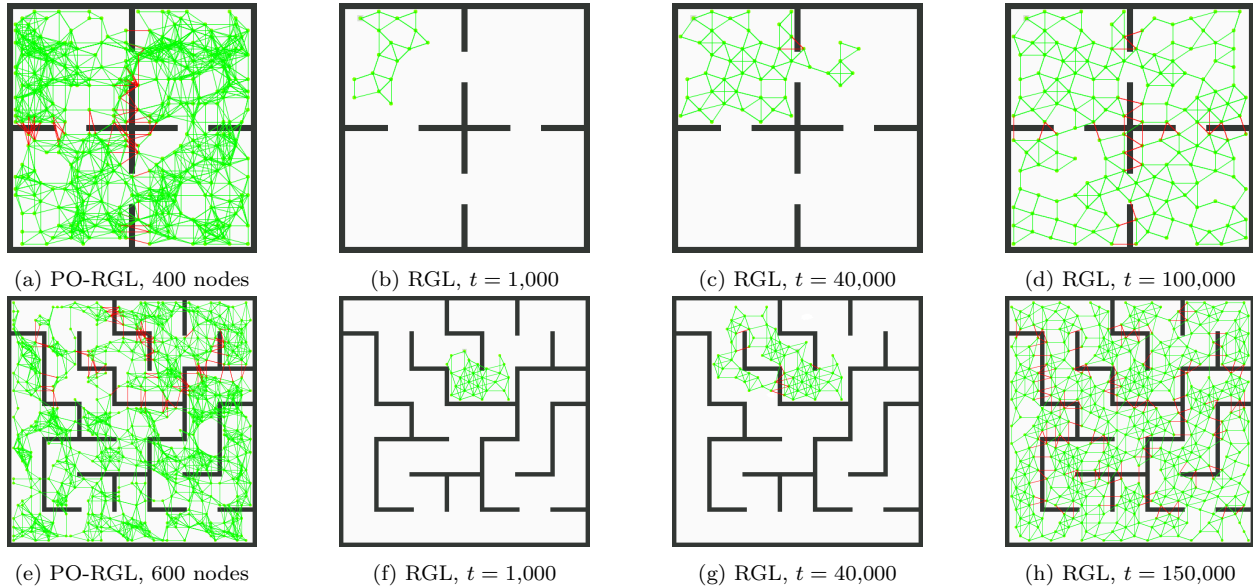 (a) PO-RGL, 400 nodes
(b) RGL, t = 1,000
(c) RGL, t = 40,000
(d) RGL, t = 100,000
(e) PO-RGL, 600 nodes
(f) RGL, t = 1,000
(g) RGL, t = 40,000
(h) RGL, t = 150,000